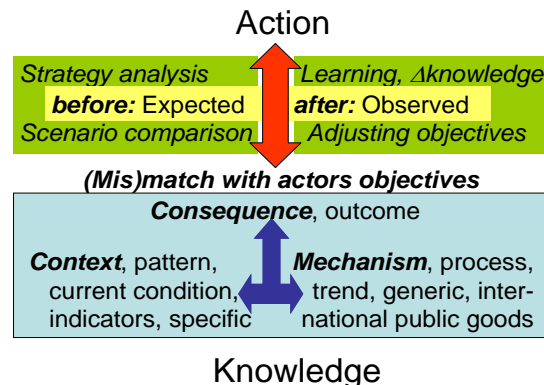 Action
Strategy analysis Learning, Δknowledge
before: Expected after: Observed
Scenario comparison Adjusting objectives
(Mis)match with actors objectives
Consequence, outcome
Context, pattern, Mechanism, process,
current condition, trend, generic, inter-
indicators, specific national public goods
Knowledge